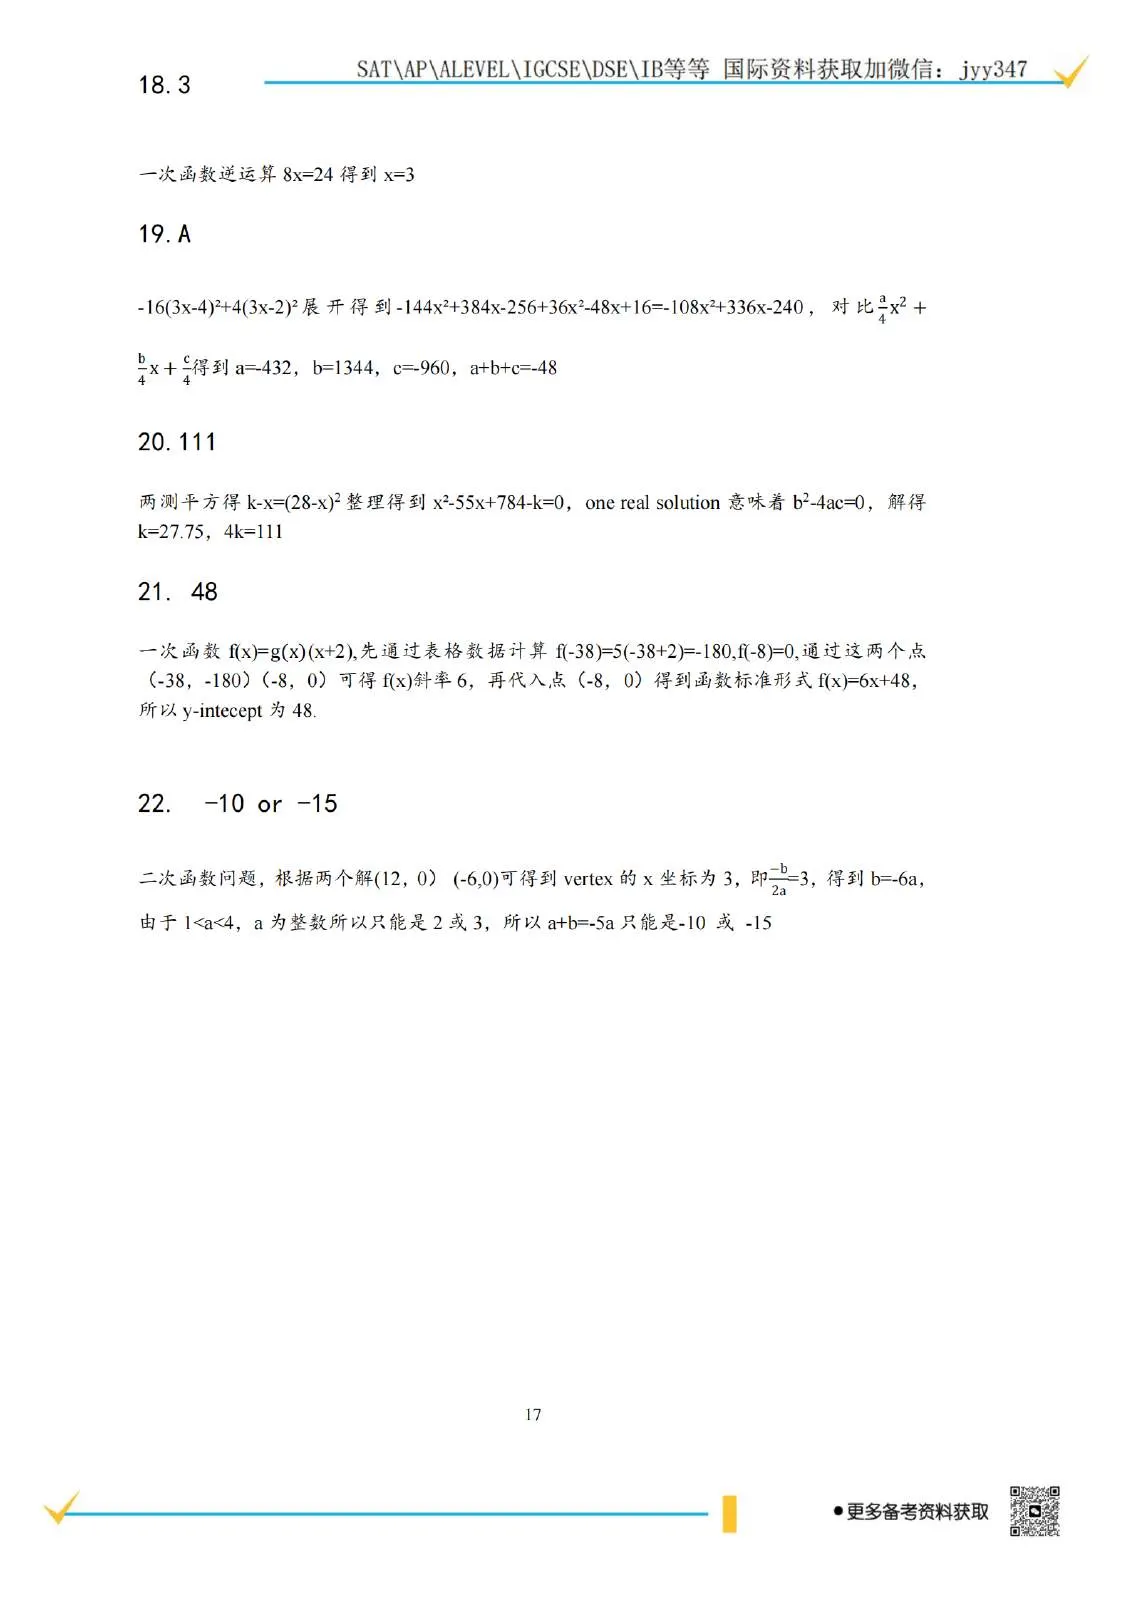 SAT\AP\ALEVEL\IGCSE\DSE\IB等等 国际资料获取加微信：jyy347
18.3
一次函数逆运算 8x=24 得到 x=3
19.A
-16(3x-4)²+4(3x-2)²展开得到-144x²+384x-256+36x²-48x+16=-108x²+336x-240，对比a/4x²+
b/4x+c/4得到 a=-432，b=1344，c=-960，a+b+c=-48
20.111
两测平方得 k-x=(28-x)²整理得到 x²-55x+784-k=0，one real solution 意味着 b²-4ac=0，解得
k=27.75，4k=111
21. 48
一次函数 f(x)=g(x)(x+2),先通过表格数据计算 f(-38)=5(-38+2)=-180,f(-8)=0,通过这两个点
（-38，-180）（-8，0）可得 f(x)斜率 6，再代入点（-8，0）得到函数标准形式 f(x)=6x+48，
所以 y-intecept 为 48.
22. -10 or -15
二次函数问题，根据两个解(12，0） (-6,0)可得到 vertex 的 x 坐标为 3，即-b/2a=3，得到 b=-6a，
由于 1<a<4，a 为整数所以只能是 2 或 3，所以 a+b=-5a 只能是-10 或 -15
17
●更多备考资料获取